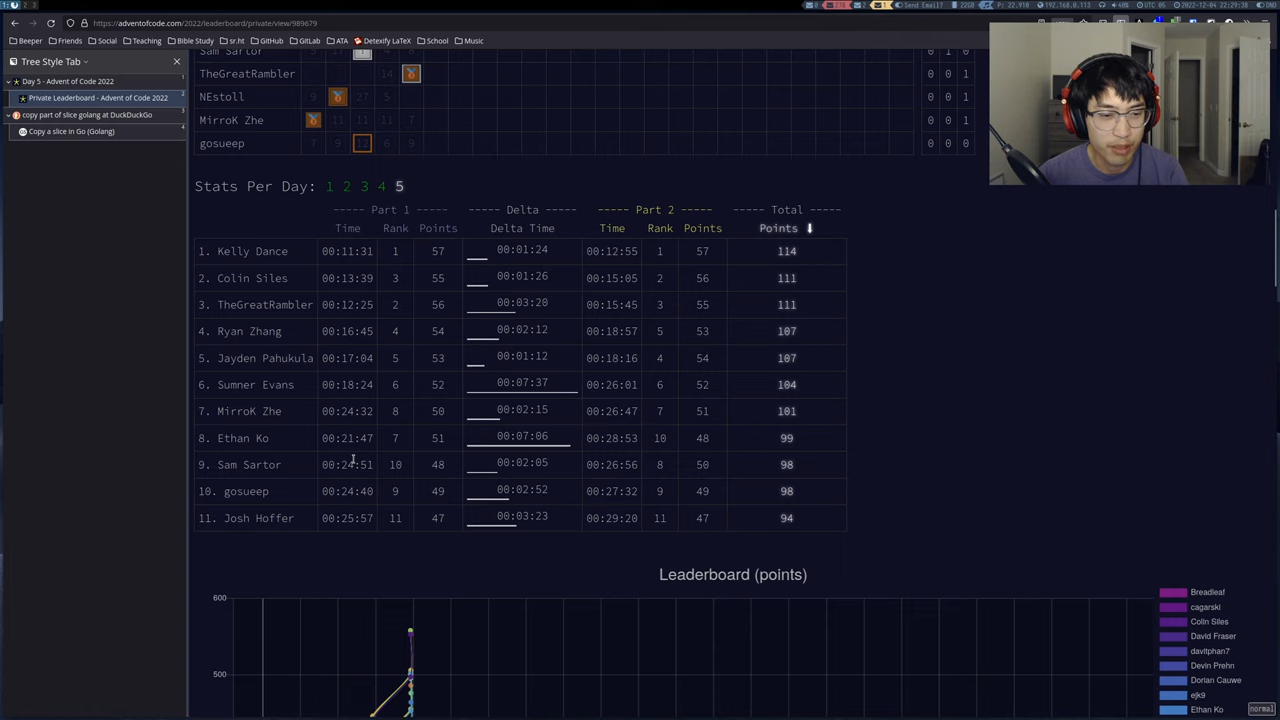 https://adventofcode.com/2022/leaderboard/private/view/989679
Beeper Friends Social Teaching Bible Study sr.ht GitHub GitLab ATA Detexify LaTeX School Music
Tree Style Tab
Day 5 - Advent of Code 2022
Private Leaderboard - Advent of Code 2022
copy part of slice golang at DuckDuckGo
Copy a slice in Go (Golang)
Sam Sartor
TheGreatRambler 14 0 0 1
NEstoll 9 27 5 0 0 1
MirroK Zhe 11 11 11 0 0 1
gosueep 7 9 12 6 9 0 0 0
Stats Per Day: 1 2 3 4 5
----- Part 1 ----- ----- Delta ----- ----- Part 2 ----- ----- Total -----
Time Rank Points Delta Time Time Rank Points Points ⬇
1. Kelly Dance 00:11:31 1 57 00:01:24 00:12:55 1 57 114
2. Colin Siles 00:13:39 3 55 00:01:26 00:15:05 2 56 111
3. TheGreatRambler 00:12:25 2 56 00:03:20 00:15:45 3 55 111
4. Ryan Zhang 00:16:45 4 54 00:02:12 00:18:57 5 53 107
5. Jayden Pahukula 00:17:04 5 53 00:01:12 00:18:16 4 54 107
6. Sumner Evans 00:18:24 6 52 00:07:37 00:26:01 6 52 104
7. MirroK Zhe 00:24:32 8 50 00:02:15 00:26:47 7 51 101
8. Ethan Ko 00:21:47 7 51 00:07:06 00:28:53 10 48 99
9. Sam Sartor 00:24:51 10 48 00:02:05 00:26:56 8 50 98
10. gosueep 00:24:40 9 49 00:02:52 00:27:32 9 49 98
11. Josh Hoffer 00:25:57 11 47 00:03:23 00:29:20 11 47 94
Leaderboard (points)
600
500
Breadleaf
cagarski
Colin Siles
David Fraser
davitphan7
Devin Prehn
Dorian Cauwe
ejk9
Ethan Ko
normal